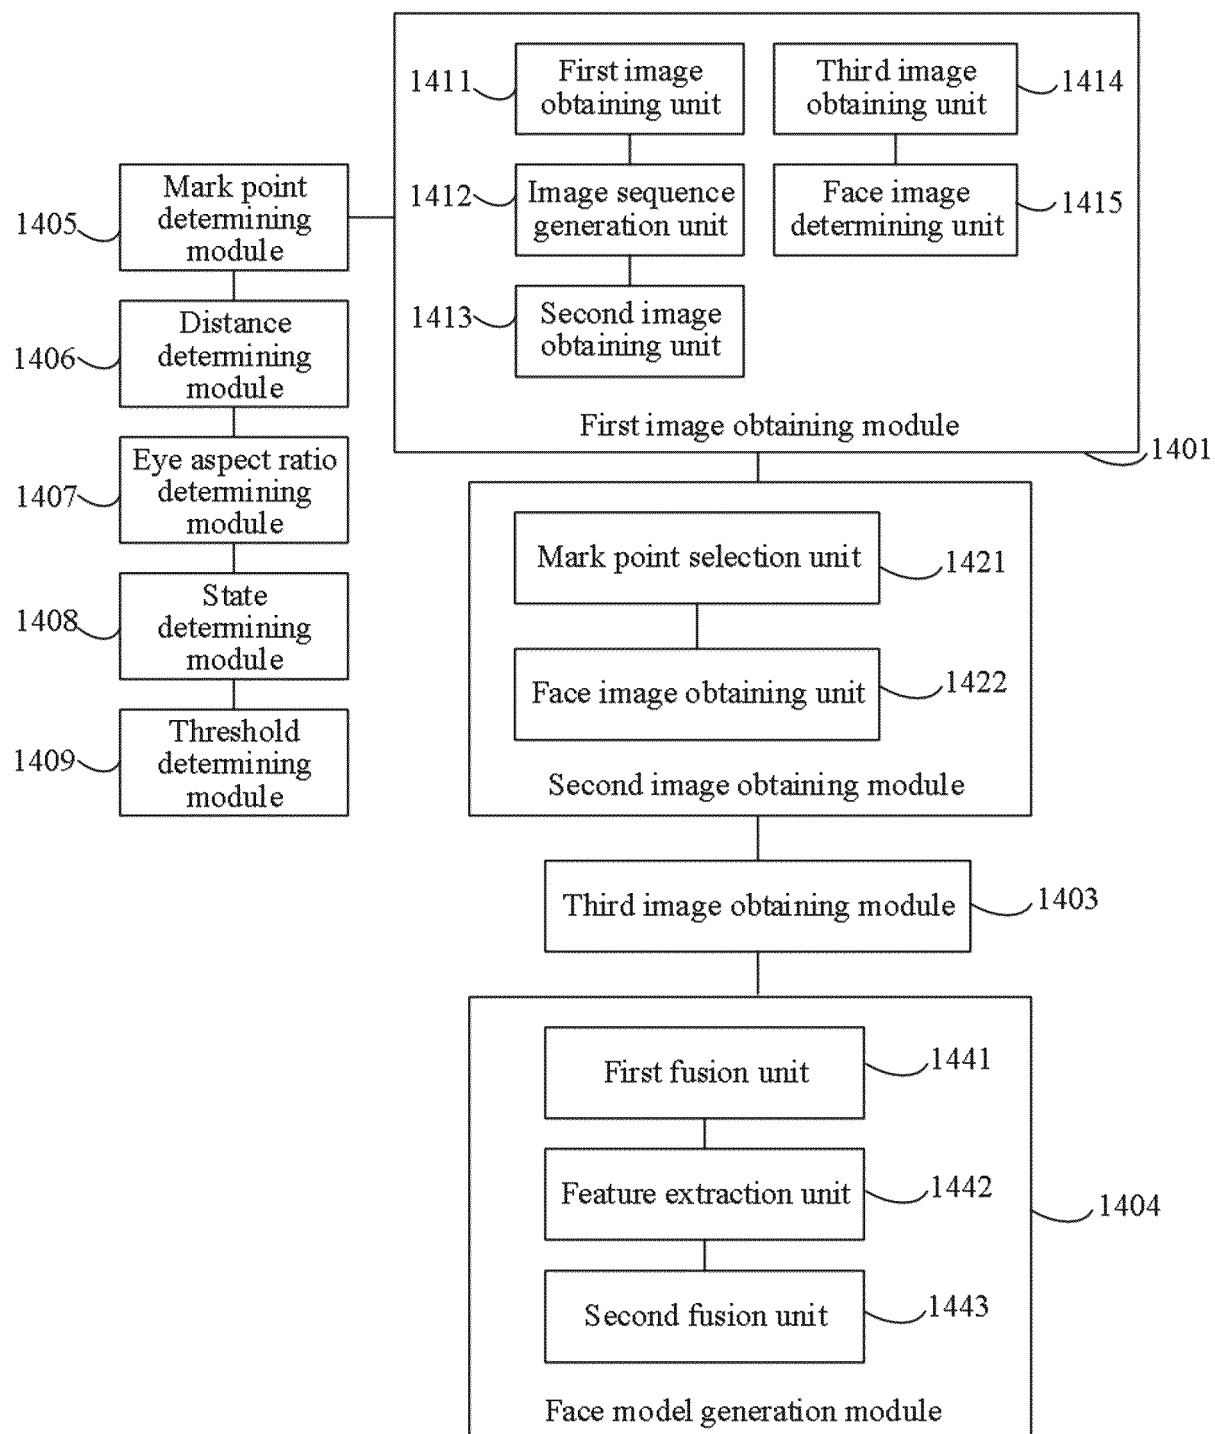 1411
First image
obtaining unit
Third image
obtaining unit
1414
1405
Mark point
determining
module
1412
Image sequence
generation unit
Face image
determining unit
1415
1413
Second image
obtaining unit
1406
Distance
determining
module
First image obtaining module
1401
1407
Eye aspect ratio
determining
module
Mark point selection unit
1421
1408
State
determining
module
Face image obtaining unit
1422
1409
Threshold
determining
module
Second image obtaining module
Third image obtaining module
1403
First fusion unit
1441
Feature extraction unit
1442
1404
Second fusion unit
1443
Face model generation module